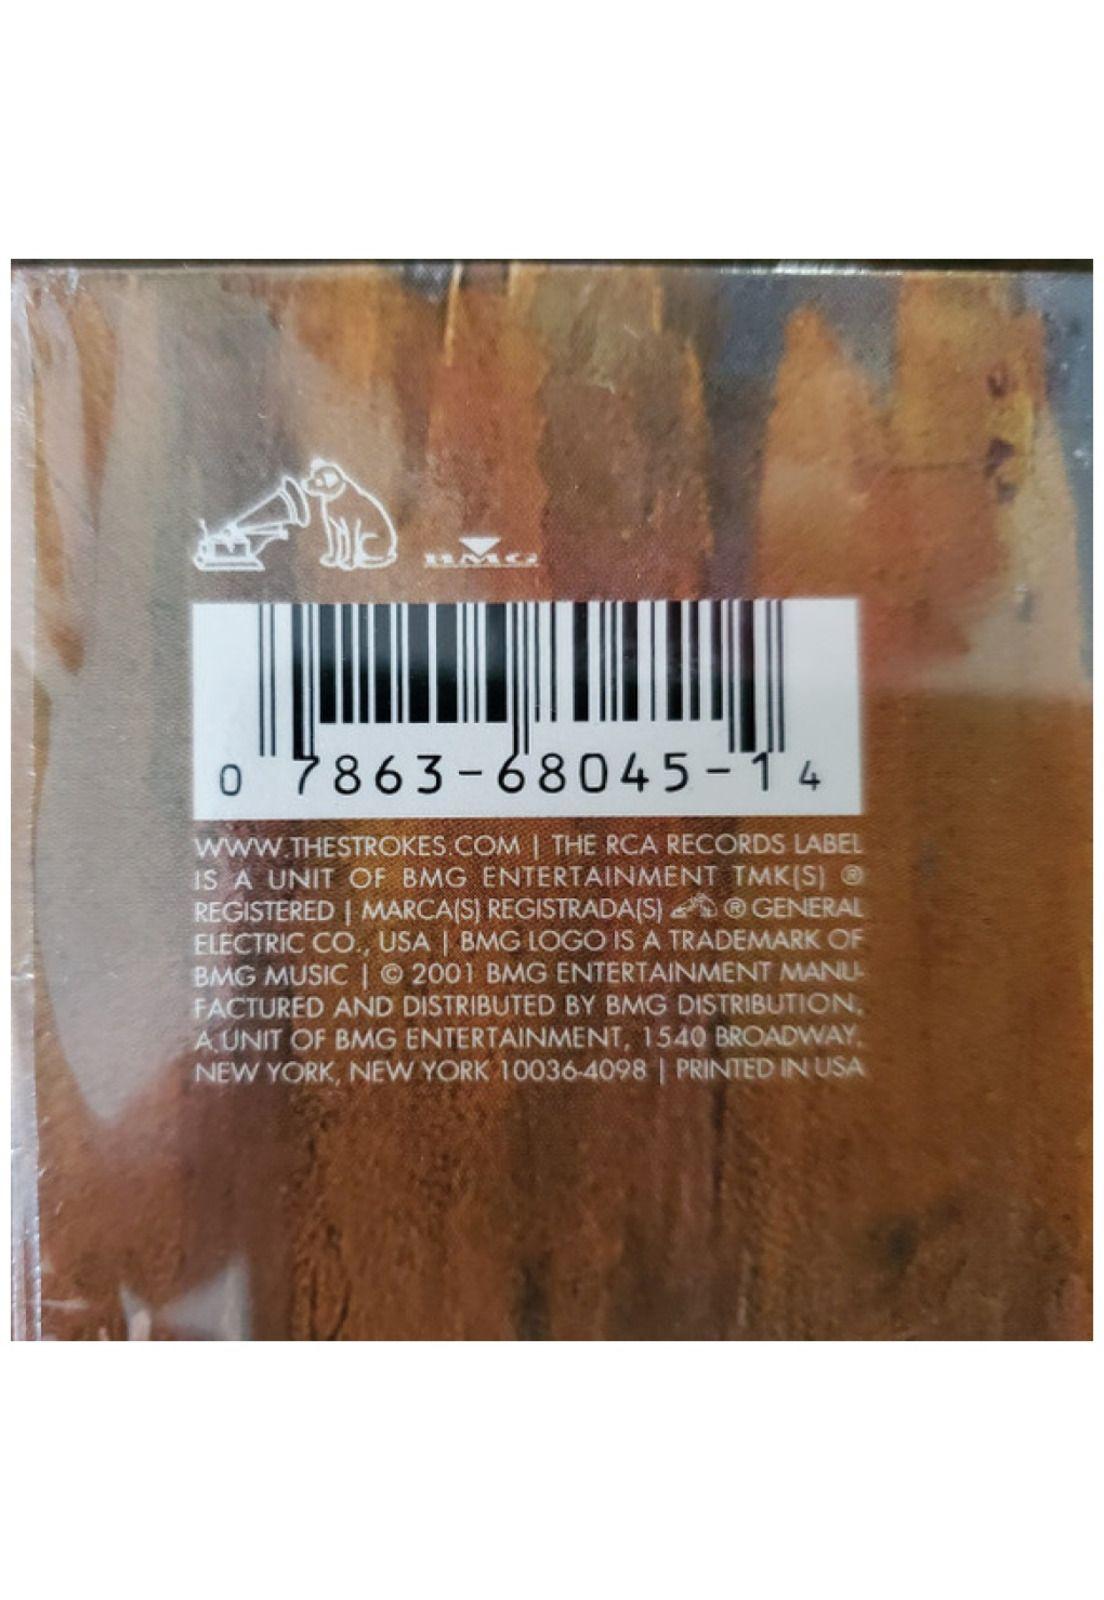 BMG
0 7863-68045-1 4
WWW.THESTROKES.COM | THE RCA RECORDS LABEL
IS A UNIT OF BMG ENTERTAINMENT TMK(S) ®
REGISTERED | MARCA(S) REGISTRADA(S) ® GENERAL
ELECTRIC CO., USA | BMG LOGO IS A TRADEMARK OF
BMG MUSIC | © 2001 BMG ENTERTAINMENT MANU-
FACTURED AND DISTRIBUTED BY BMG DISTRIBUTION,
A UNIT OF BMG ENTERTAINMENT, 1540 BROADWAY,
NEW YORK, NEW YORK 10036-4098 | PRINTED IN USA